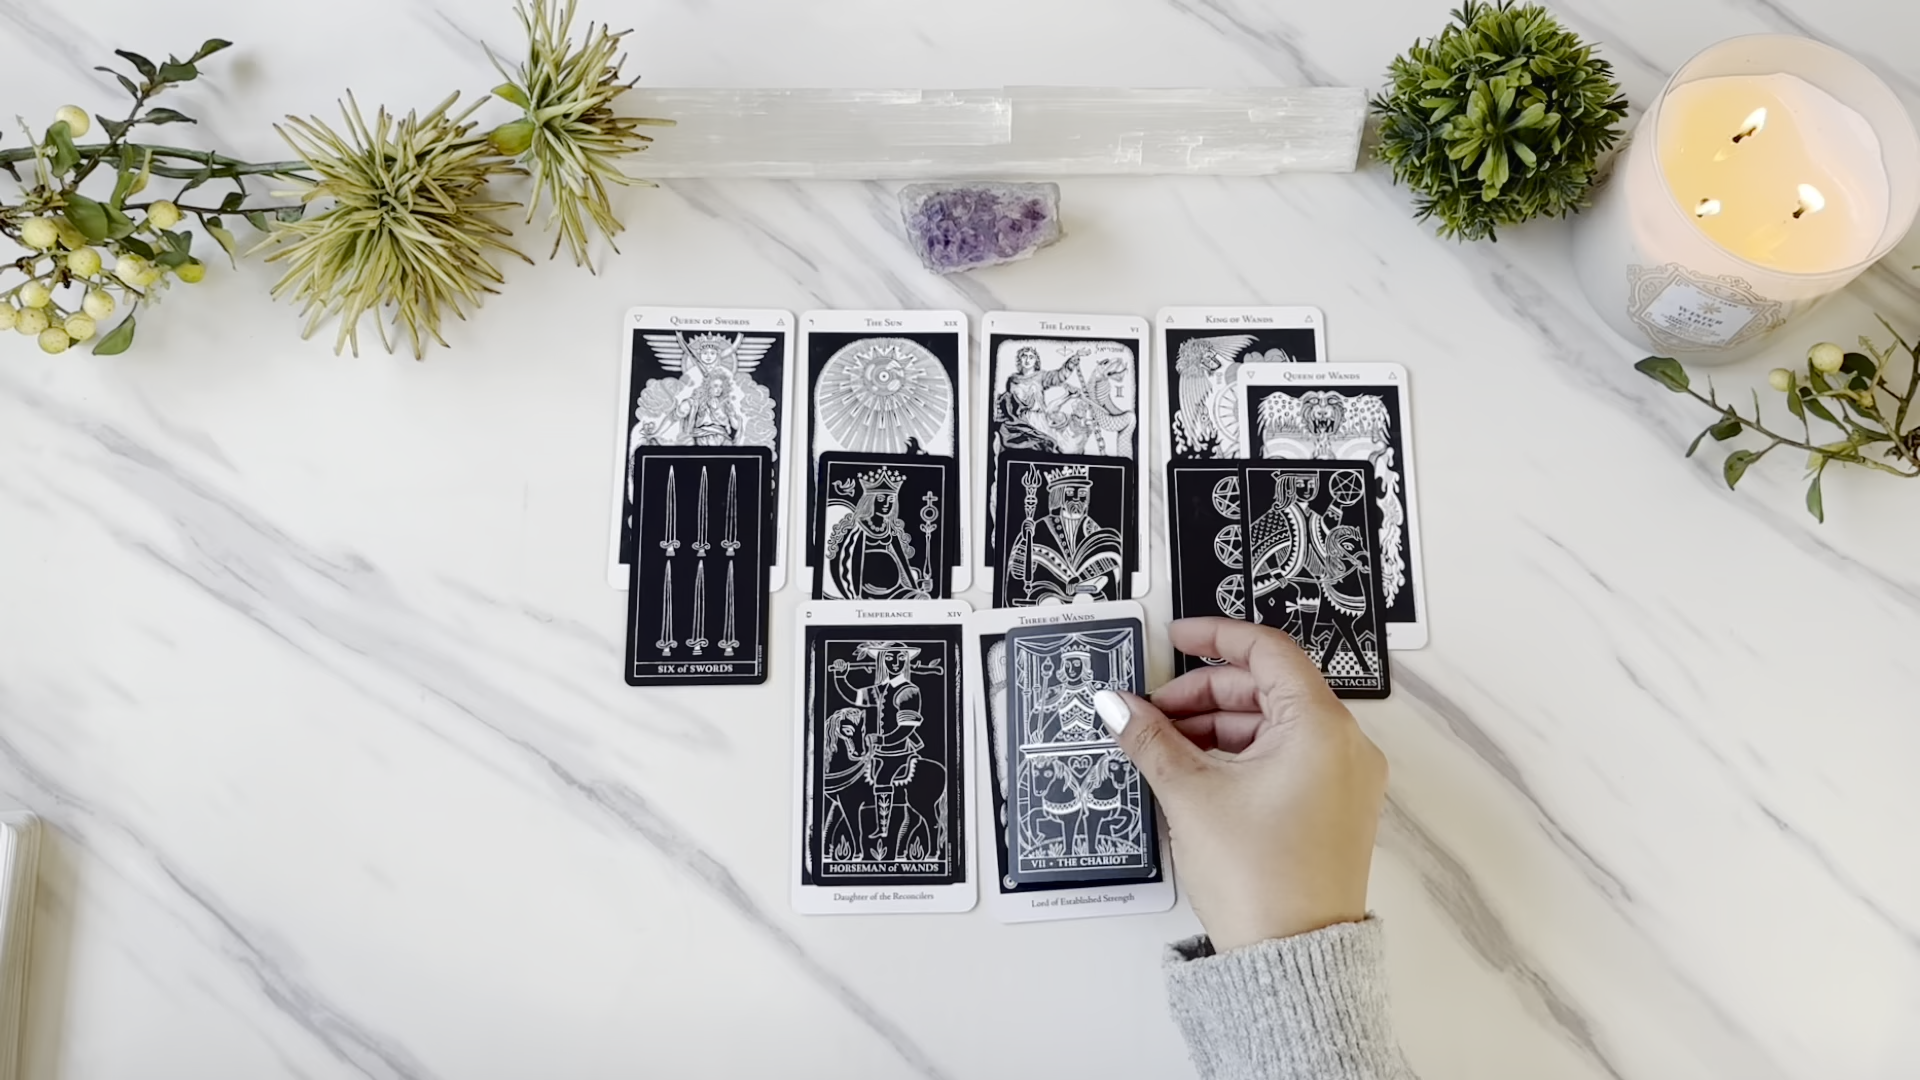 QUEEN OF SWORDS
THE SUN XIX
THE LOVERS VI
KING OF WANDS
QUEEN OF WANDS
SIX of SWORDS
PENTACLES
TEMPERANCE XIV
HORSEMAN of WANDS
Daughter of the Reconcilers
THREE OF WANDS
VII • THE CHARIOT
Lord of Established Strength
WINTER